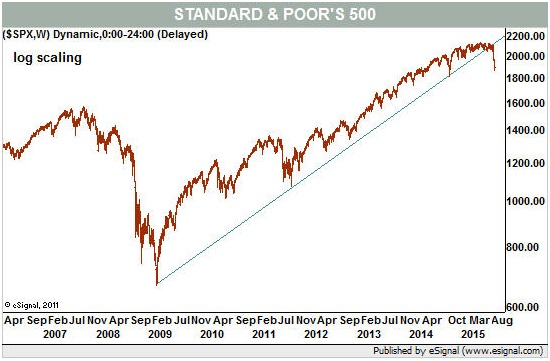 STANDARD & POOR'S 500
($SPX,W) Dynamic,0:00-24:00 (Delayed)
log scaling
2200.00
2000.00
1800.00
1600.00
1400.00
1200.00
1000.00
800.00
600.00
© eSignal, 2011
Apr Sep Feb Jul Nov Apr Sep Feb Jul Nov Apr Sep Feb Jun Nov Apr Sep Jan Jun Nov Apr Oct Mar Aug
2007 2008 2009 2010 2011 2012 2013 2014 2015
Published by eSignal (www.esignal.com)